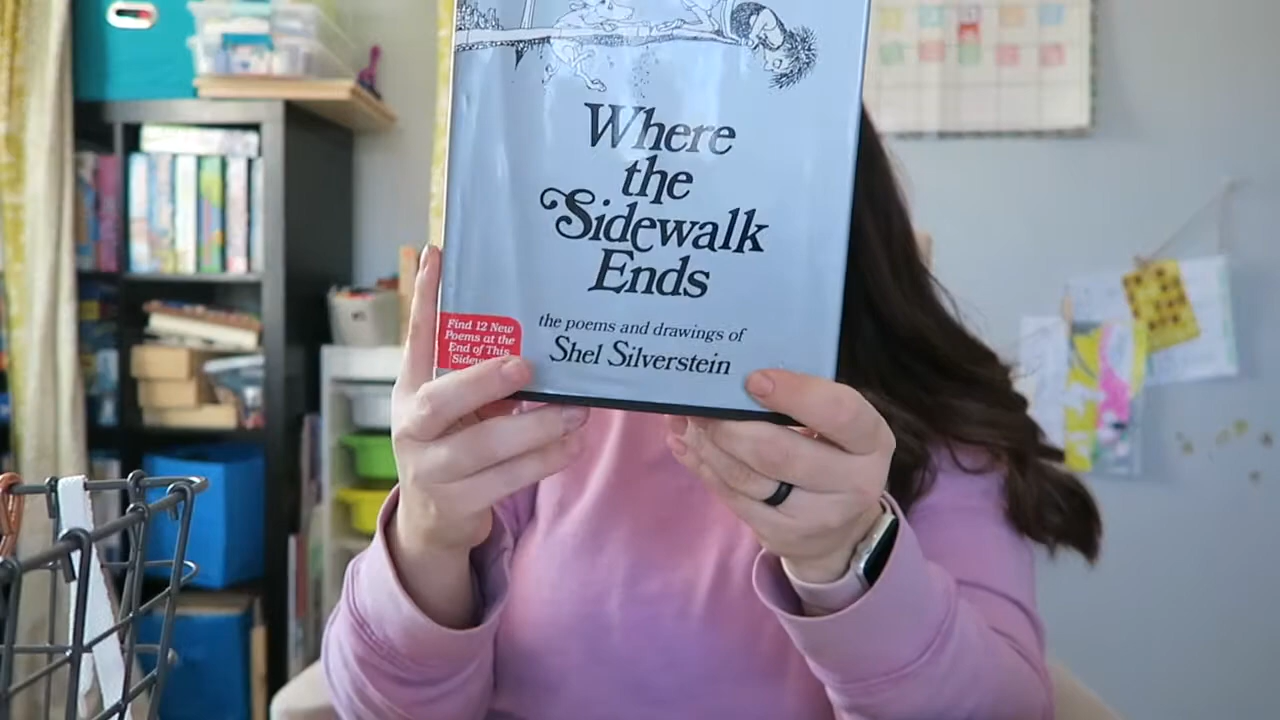 Where
the
Sidewalk
Ends
the poems and drawings of
Shel Silverstein
Find 12 New
Poems at the
End of This